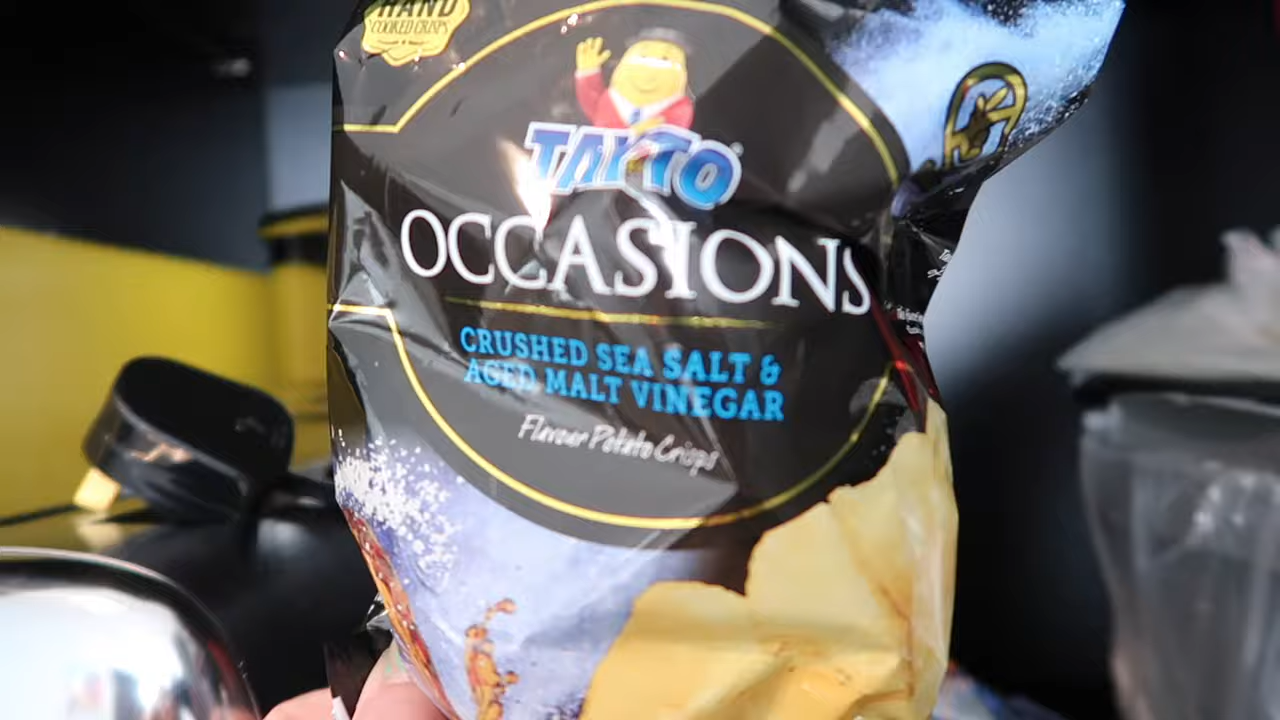 HAND
COOKED CRISPS
TAYTO
OCCASIONS
CRUSHED SEA SALT &
AGED MALT VINEGAR
Flavour Potato Crisps